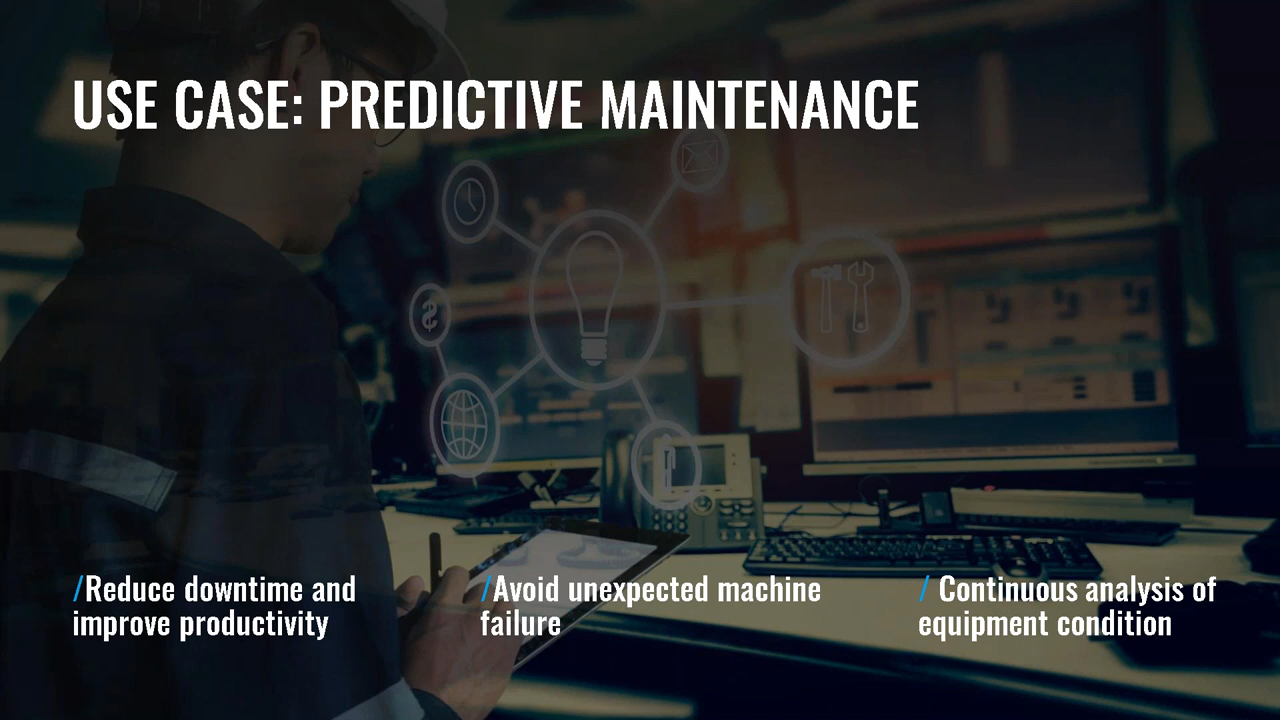 USE CASE: PREDICTIVE MAINTENANCE
/Reduce downtime and
improve productivity
/Avoid unexpected machine
failure
/ Continuous analysis of
equipment condition